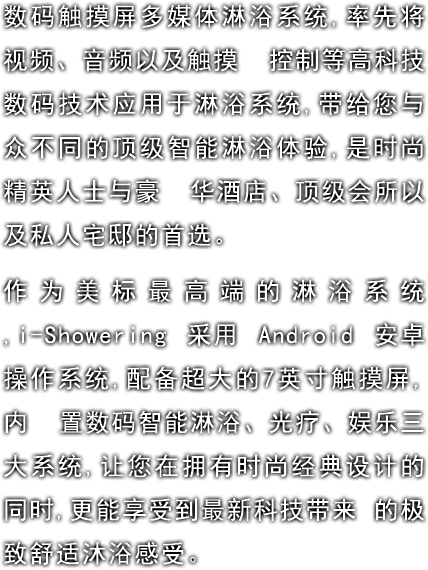 数码触摸屏多媒体淋浴系统,率先将
视频、音频以及触摸 控制等高科技
数码技术应用于淋浴系统,带给您与
众不同的顶级智能淋浴体验,是时尚
精英人士与豪 华酒店、顶级会所以
及私人宅邸的首选。
作为美标最高端的淋浴系统
,i-Showering 采用 Android 安卓
操作系统,配备超大的7英寸触摸屏,
内 置数码智能淋浴、光疗、娱乐三
大系统,让您在拥有时尚经典设计的
同时,更能享受到最新科技带来 的极
致舒适沐浴感受。